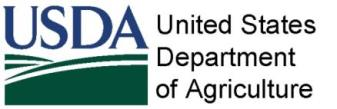 USDA
United States
Department
of Agriculture